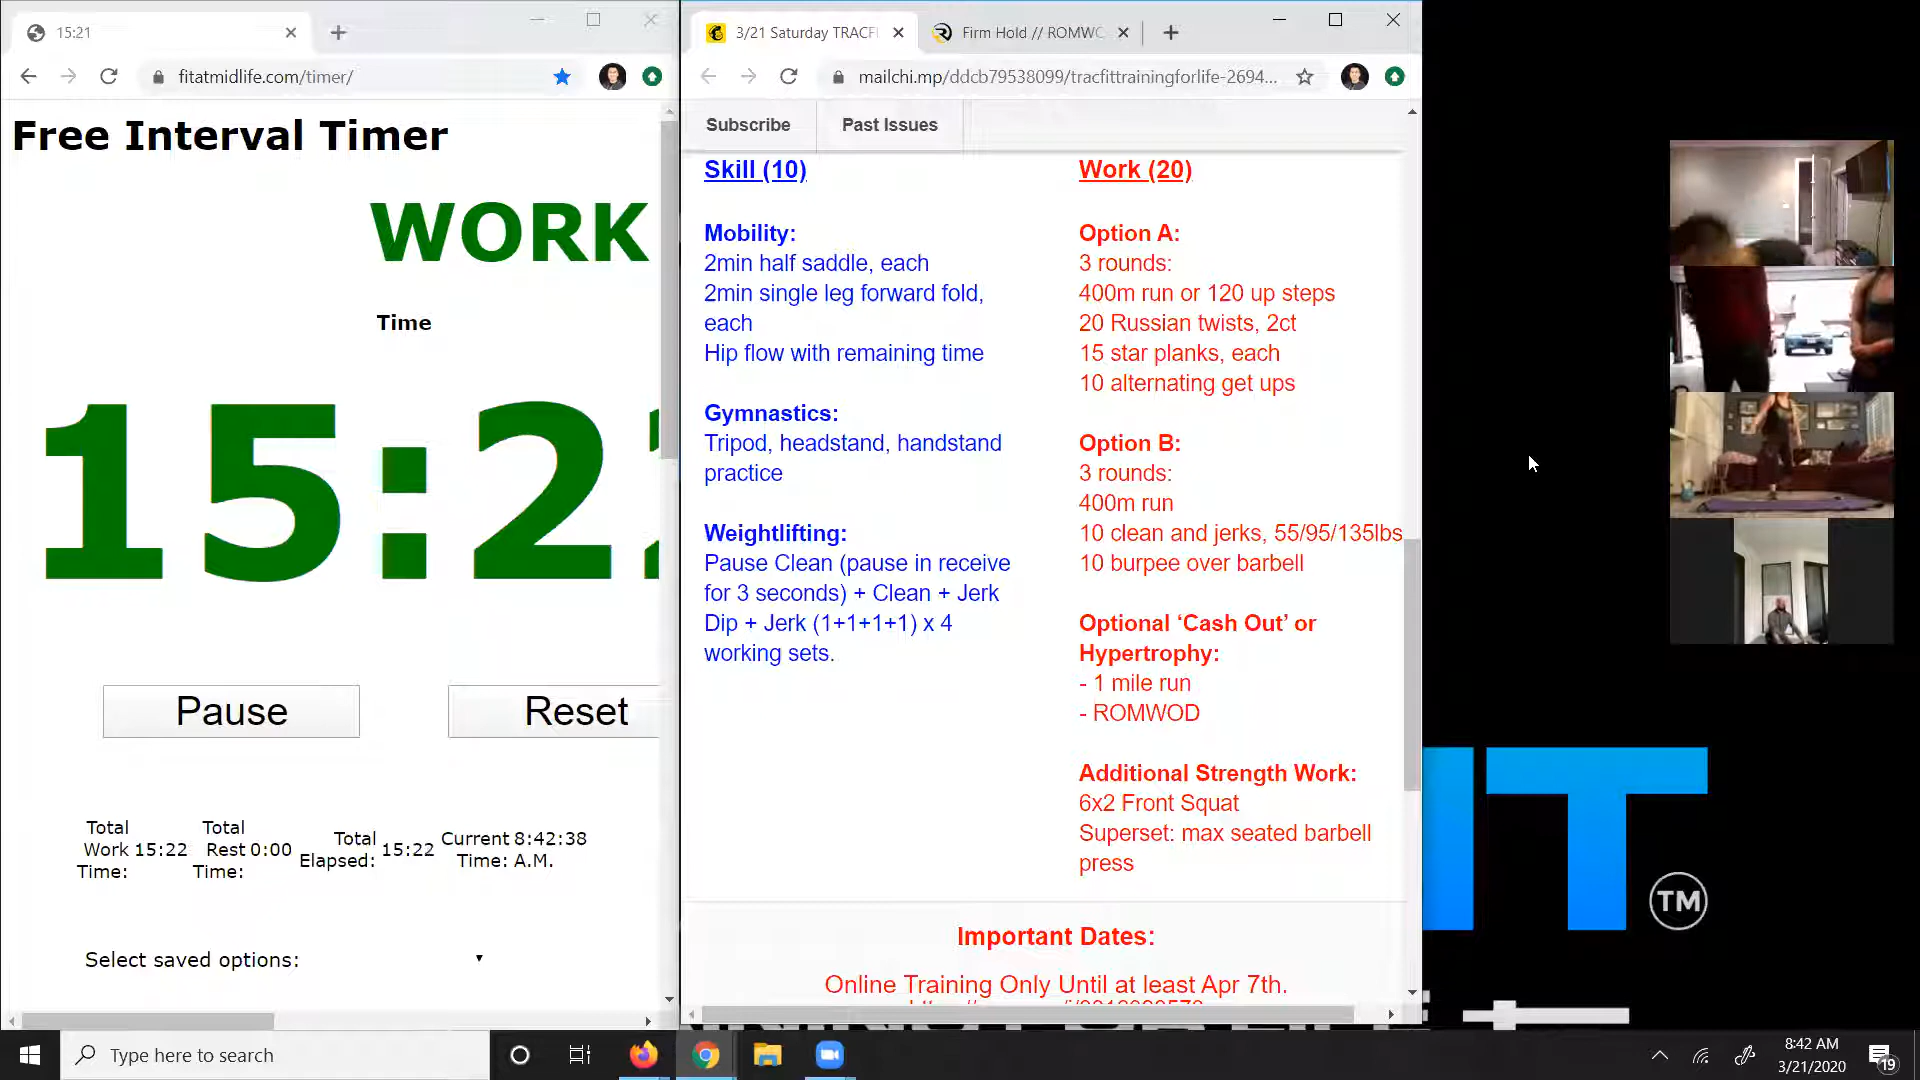 15:21
fitatmidlife.com/timer/
Free Interval Timer
WORK
Time
15:22
Pause
Reset
Total Work Time: 15:22
Total Rest Time: 0:00
Total Elapsed: 15:22
Current Time: 8:42:38 A.M.
Select saved options:
3/21 Saturday TRACF
Firm Hold // ROMWO
mailchi.mp/ddcb79538099/tracfittrainingforlife-2694...
Subscribe
Past Issues
Skill (10)
Mobility:
2min half saddle, each
2min single leg forward fold,
each
Hip flow with remaining time
Gymnastics:
Tripod, headstand, handstand
practice
Weightlifting:
Pause Clean (pause in receive
for 3 seconds) + Clean + Jerk
Dip + Jerk (1+1+1+1) x 4
working sets.
Work (20)
Option A:
3 rounds:
400m run or 120 up steps
20 Russian twists, 2ct
15 star planks, each
10 alternating get ups
Option B:
3 rounds:
400m run
10 clean and jerks, 55/95/135lbs
10 burpee over barbell
Optional ‘Cash Out’ or
Hypertrophy:
- 1 mile run
- ROMWOD
Additional Strength Work:
6x2 Front Squat
Superset: max seated barbell
press
Important Dates:
Online Training Only Until at least Apr 7th.
IT
TM
Type here to search
8:42 AM
3/21/2020
19